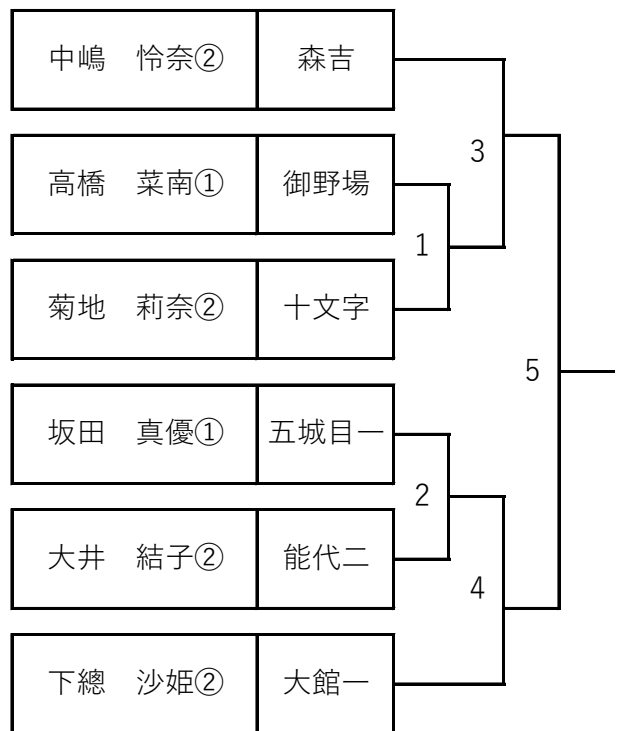 中嶋　怜奈② 森吉
3
高橋　菜南① 御野場
1
菊地　莉奈② 十文字
5
坂田　真優① 五城目一
2
大井　結子② 能代二
4
下總　沙姫② 大館一